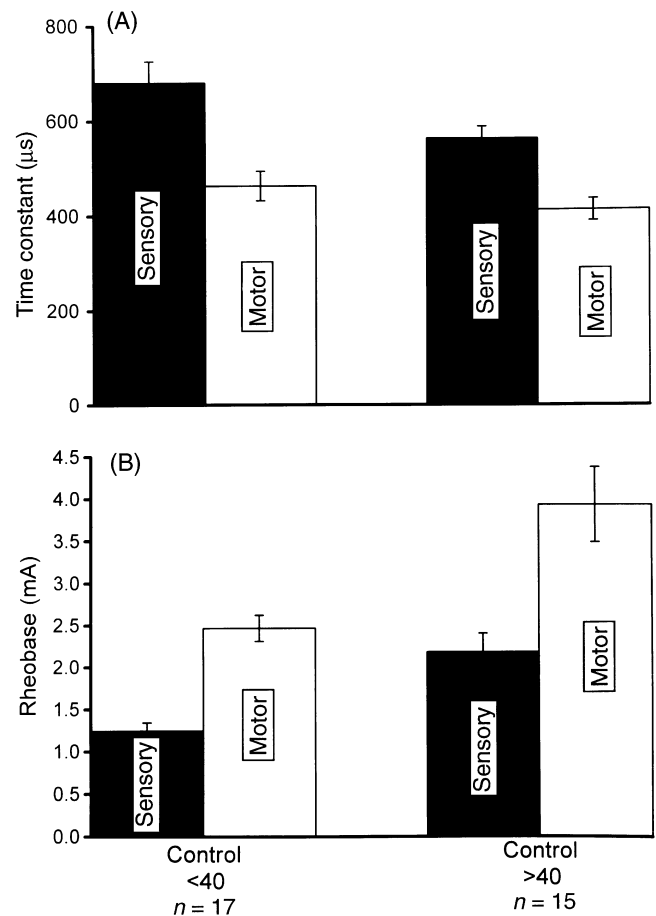 (A)
800
600
400
200
0
Time constant (μs)
Sensory
Motor
Sensory
Motor
(B)
4.5
4.0
3.5
3.0
2.5
2.0
1.5
1.0
0.5
0.0
Rheobase (mA)
Sensory
Motor
Sensory
Motor
Control
<40
n = 17
Control
>40
n = 15